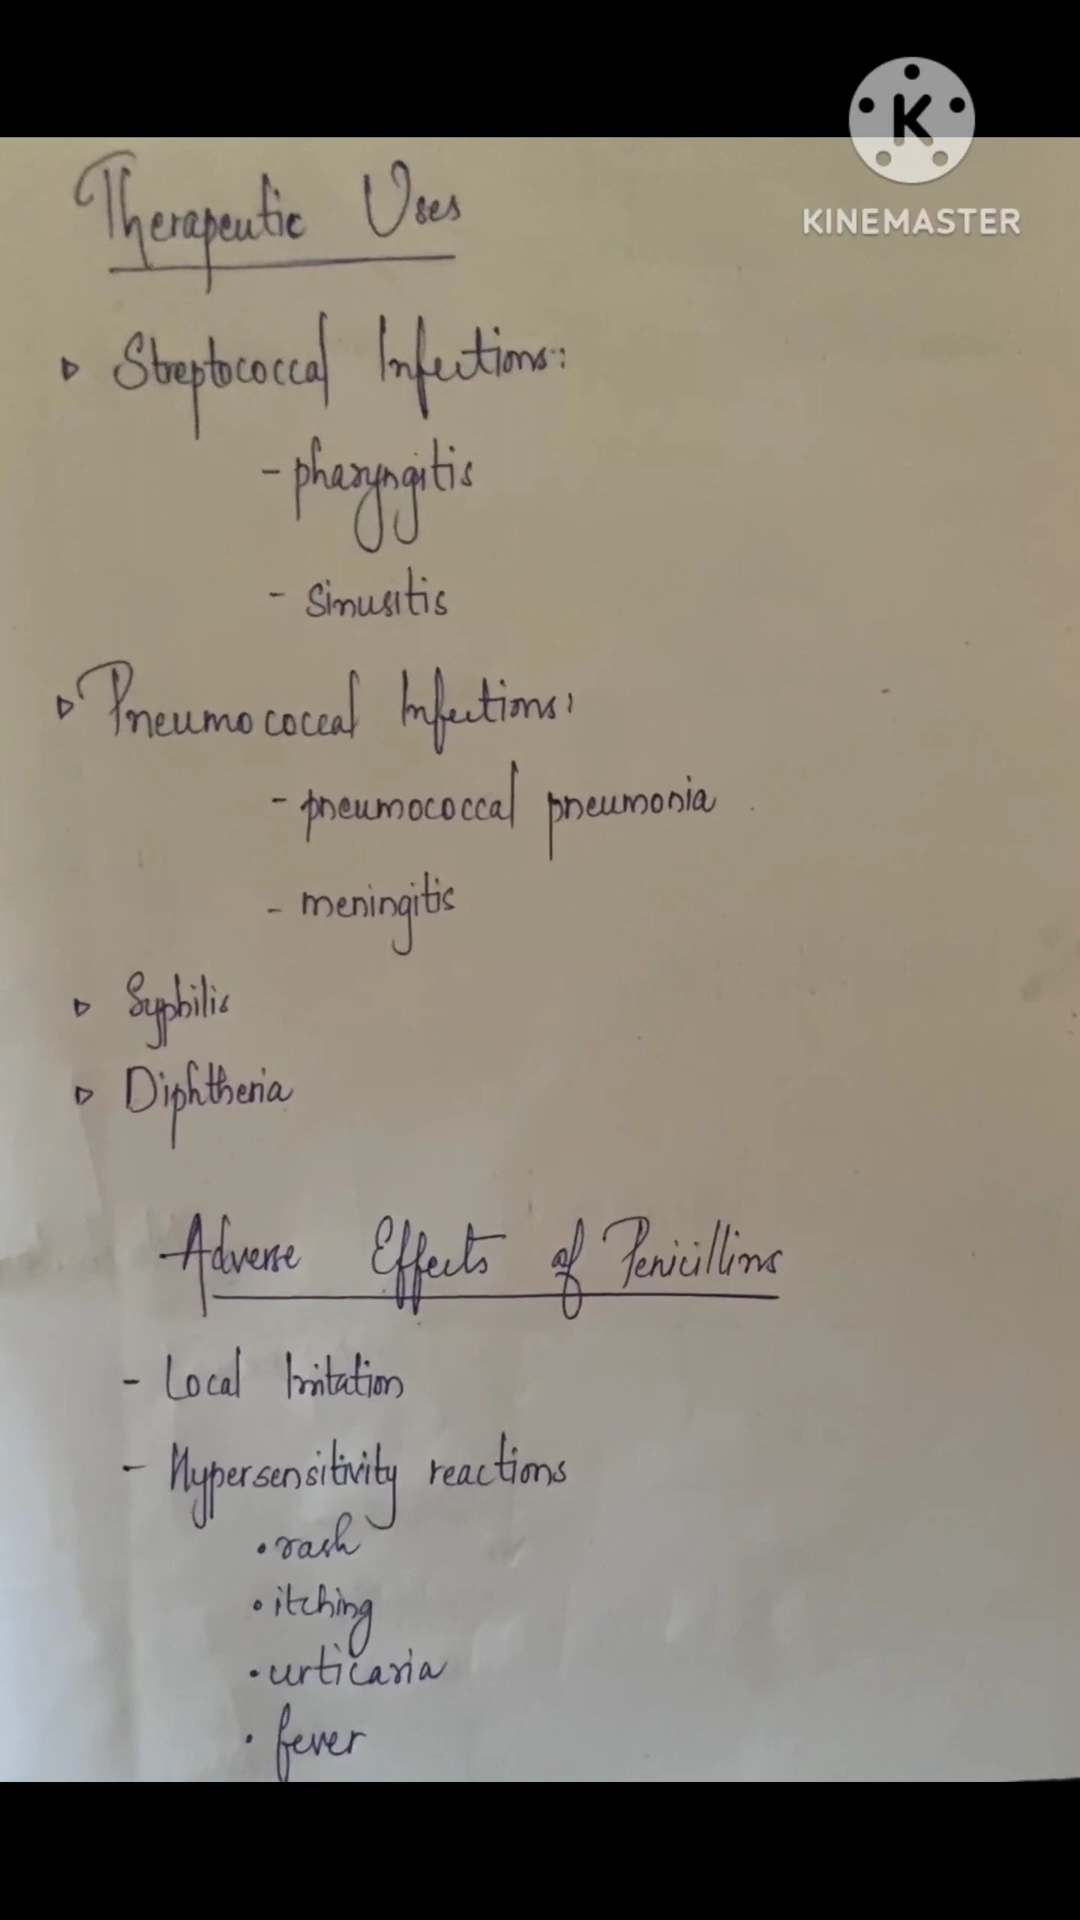 KINEMASTER
Therapeutic Uses
▹ Streptococcal Infections:
- pharyngitis
- sinusitis
▹ Pneumococcal Infections:
- pneumococcal pneumonia
- meningitis
▹ Syphilis
▹ Diphtheria
Adverse Effects of Penicillins
- Local Irritation
- Hypersensitivity reactions
• rash
• itching
• urticaria
• fever